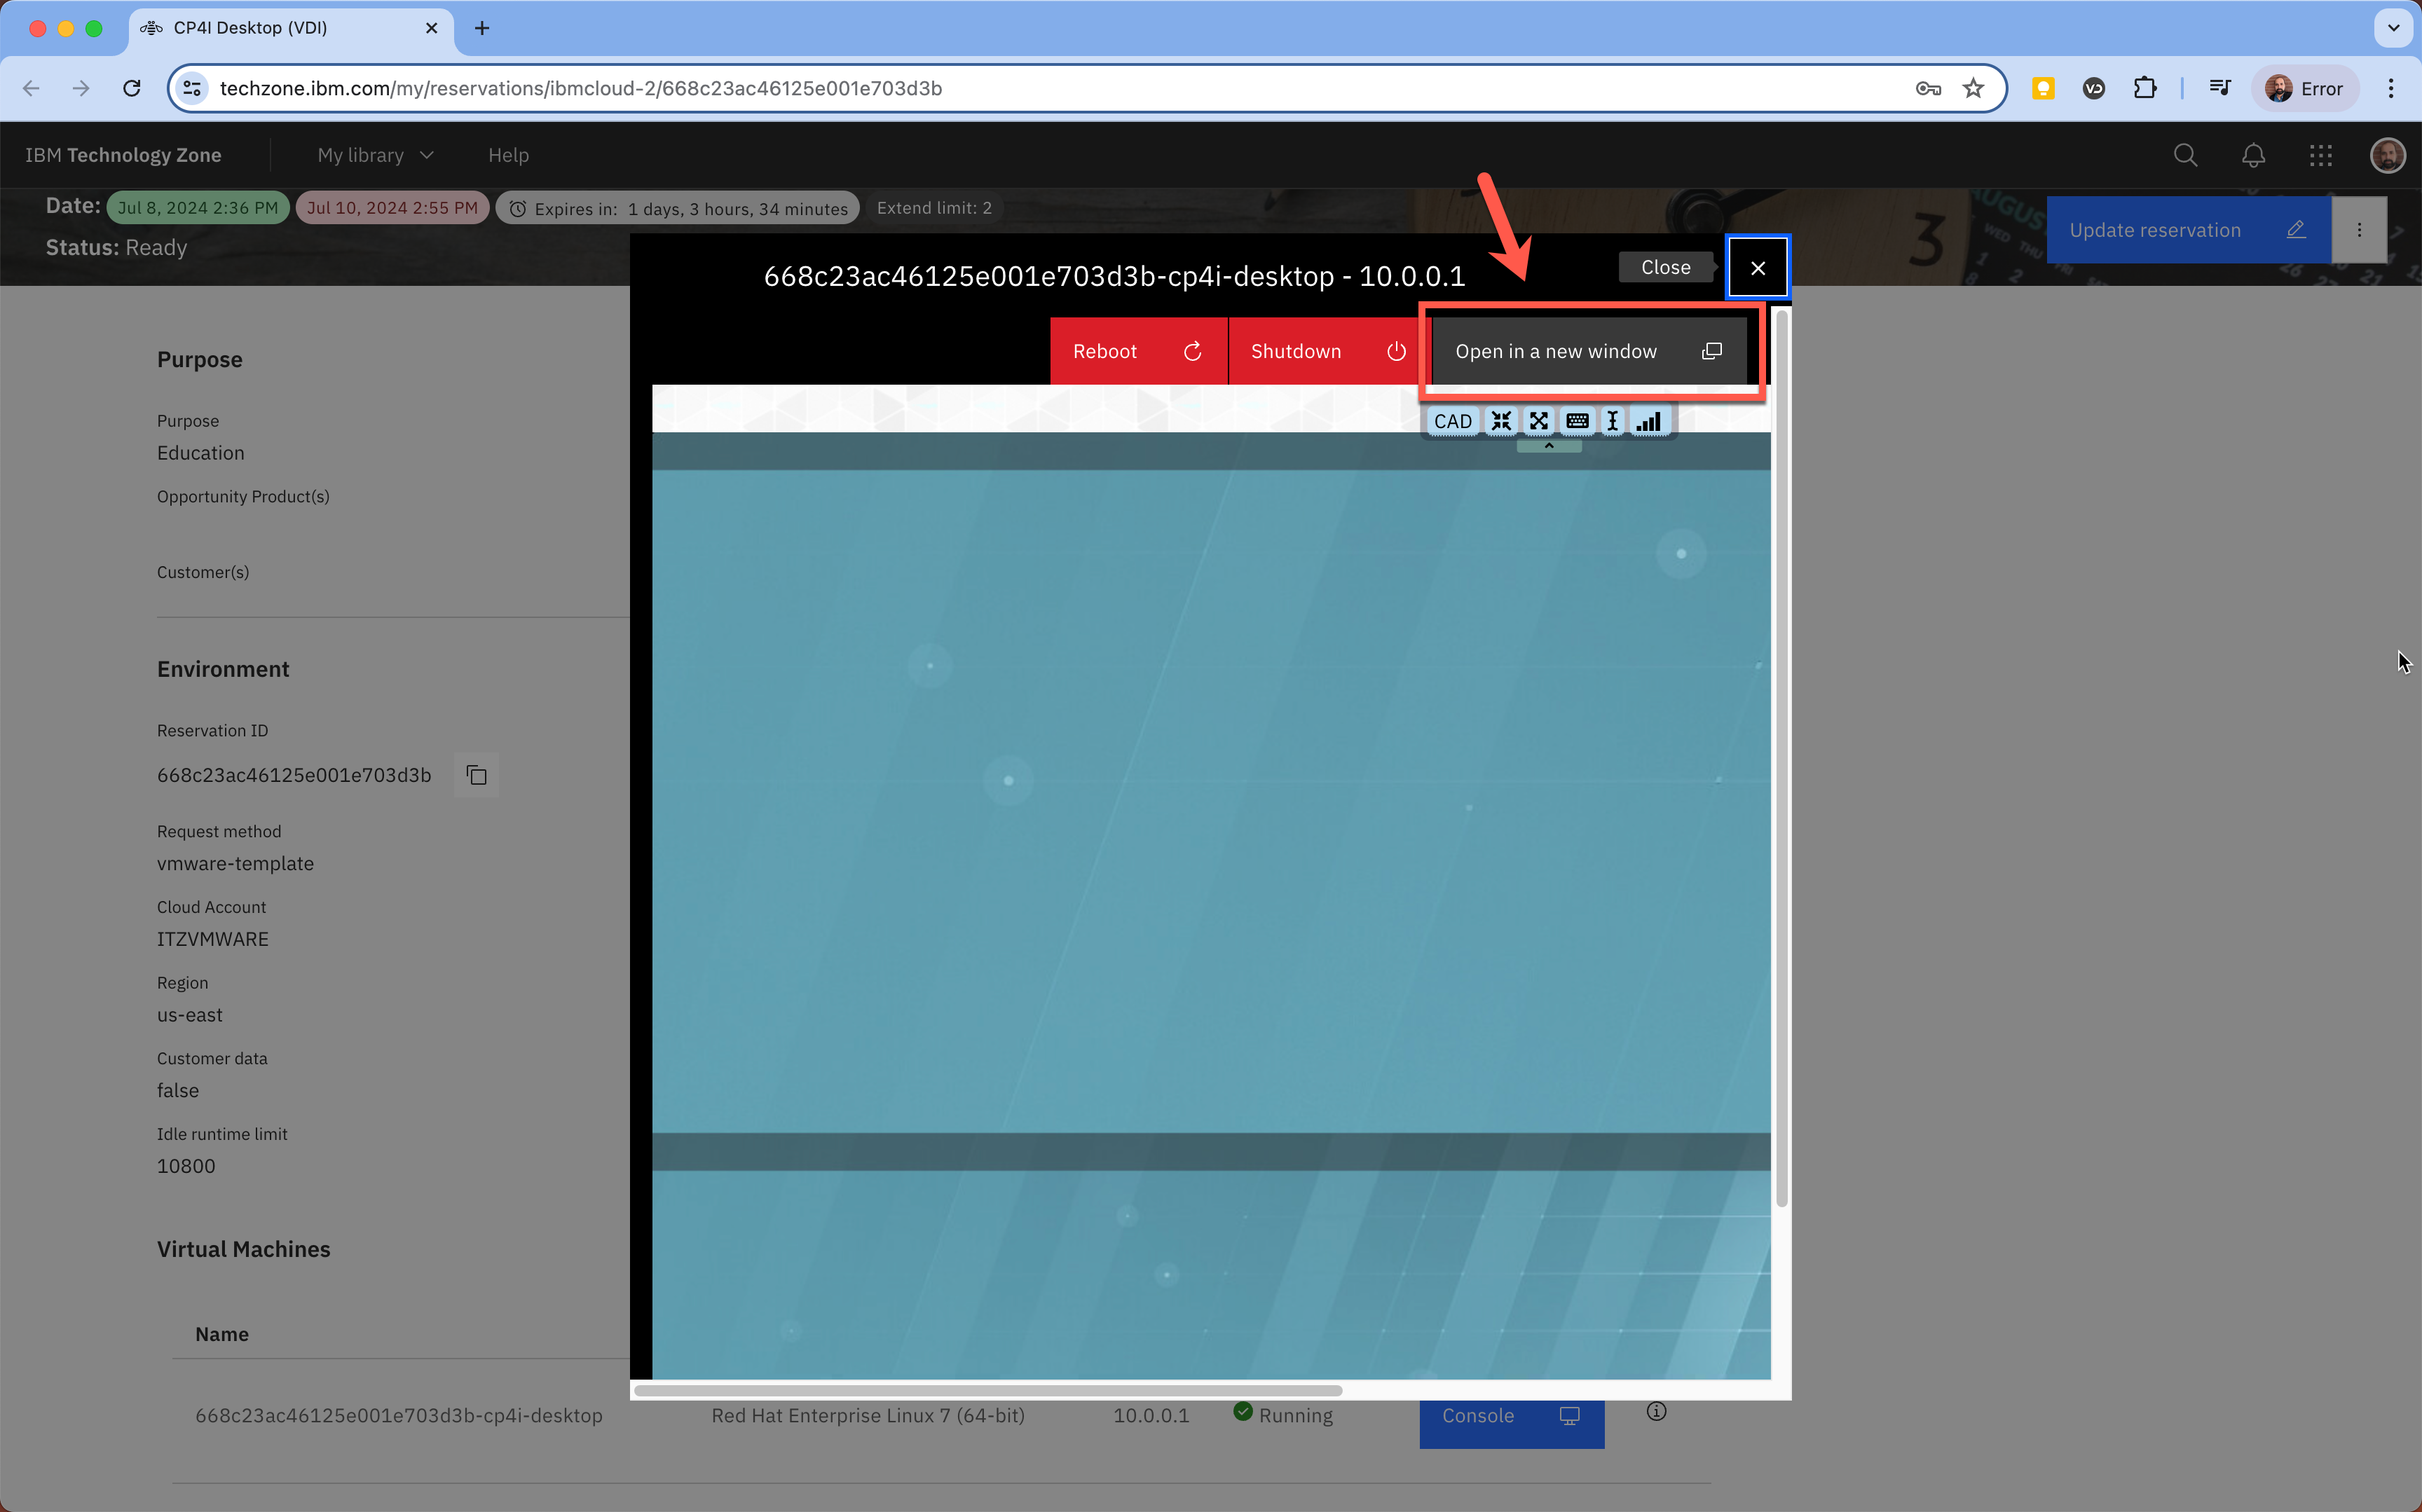 CP4I Desktop (VDI)
techzone.ibm.com/my/reservations/ibmcloud-2/668c23ac46125e001e703d3b
Error
IBM Technology Zone
My library
Help
Date: Jul 8, 2024 2:36 PM Jul 10, 2024 2:55 PM Expires in: 1 days, 3 hours, 34 minutes Extend limit: 2
Status: Ready
Update reservation
668c23ac46125e001e703d3b-cp4i-desktop - 10.0.0.1
Close
Reboot
Shutdown
Open in a new window
CAD
Purpose
Purpose
Education
Opportunity Product(s)
Customer(s)
Environment
Reservation ID
668c23ac46125e001e703d3b
Request method
vmware-template
Cloud Account
ITZVMWARE
Region
us-east
Customer data
false
Idle runtime limit
10800
Virtual Machines
Name
668c23ac46125e001e703d3b-cp4i-desktop Red Hat Enterprise Linux 7 (64-bit) 10.0.0.1 Running Console